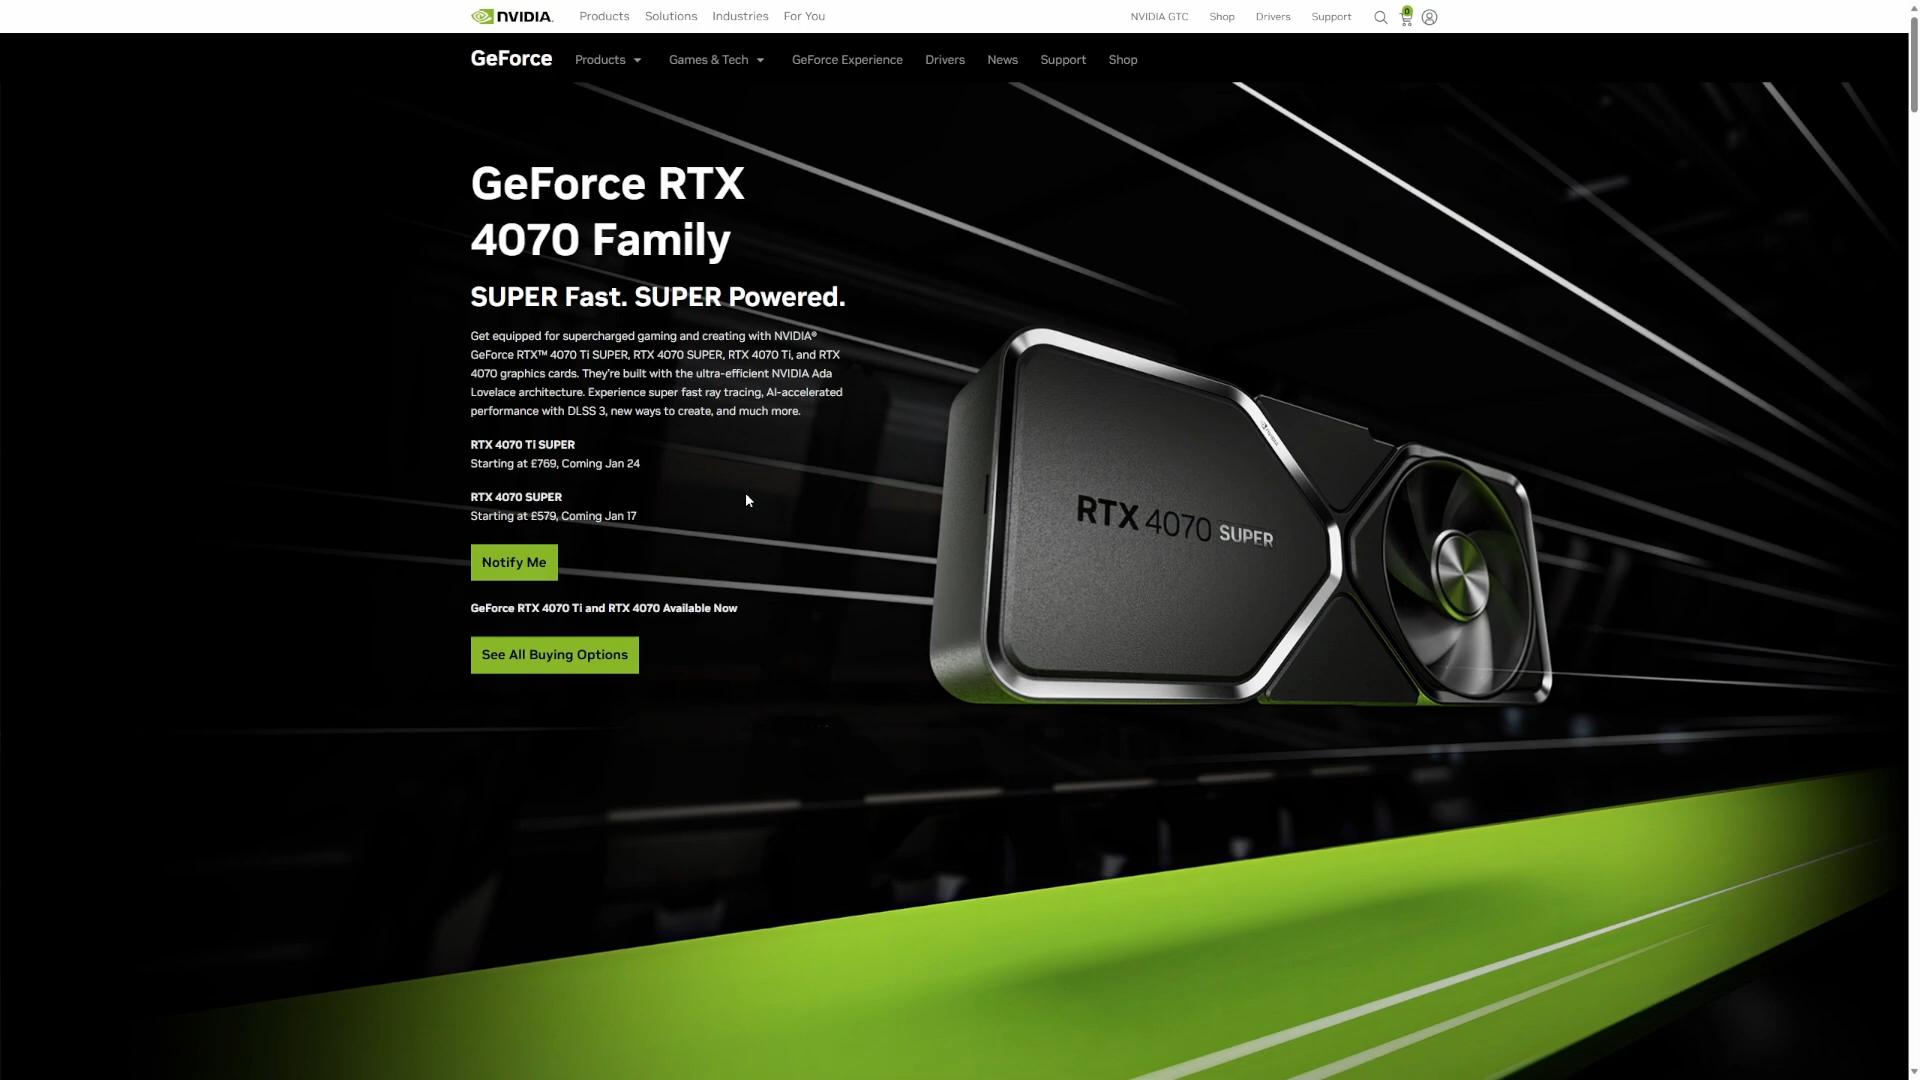 NVIDIA.
Products Solutions Industries For You
NVIDIA GTC Shop Drivers Support
0
GeForce Products Games & Tech GeForce Experience Drivers News Support Shop
GeForce RTX
4070 Family
SUPER Fast. SUPER Powered.
Get equipped for supercharged gaming and creating with NVIDIA®
GeForce RTX™ 4070 Ti SUPER, RTX 4070 SUPER, RTX 4070 Ti, and RTX
4070 graphics cards. They're built with the ultra-efficient NVIDIA Ada
Lovelace architecture. Experience super fast ray tracing, AI-accelerated
performance with DLSS 3, new ways to create, and much more.
RTX 4070 Ti SUPER
Starting at £769, Coming Jan 24
RTX 4070 SUPER
Starting at £579, Coming Jan 17
Notify Me
GeForce RTX 4070 Ti and RTX 4070 Available Now
See All Buying Options
NVIDIA
RTX 4070 SUPER